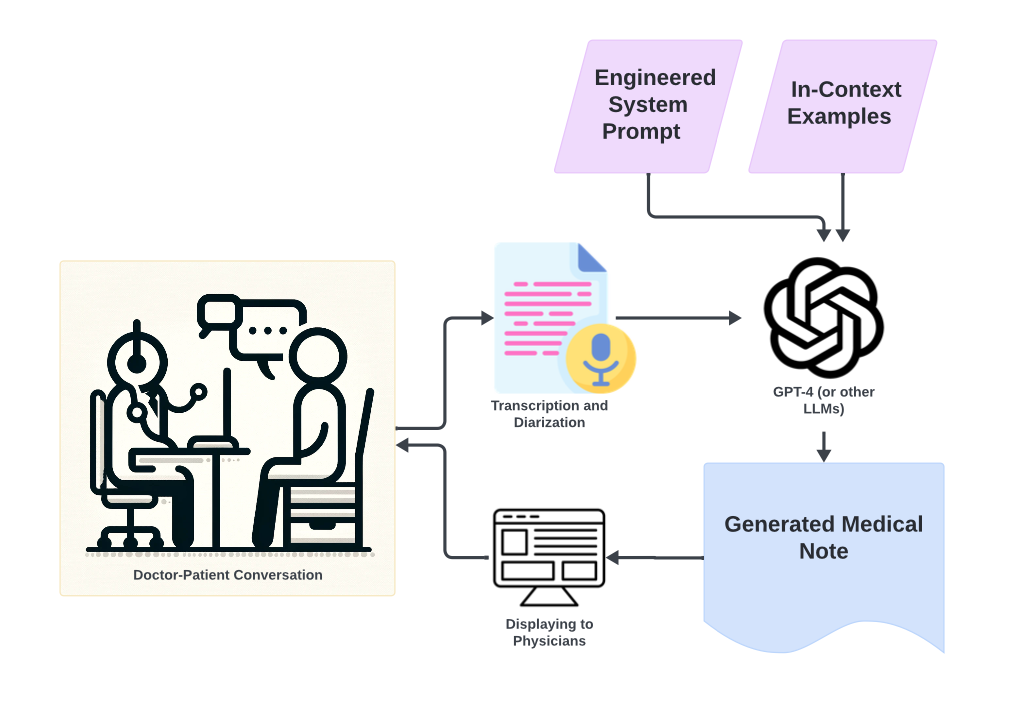 Engineered
System
Prompt
In-Context
Examples
Transcription and
Diarization
GPT-4 (or other
LLMs)
Generated Medical
Note
Doctor-Patient Conversation
Displaying to
Physicians